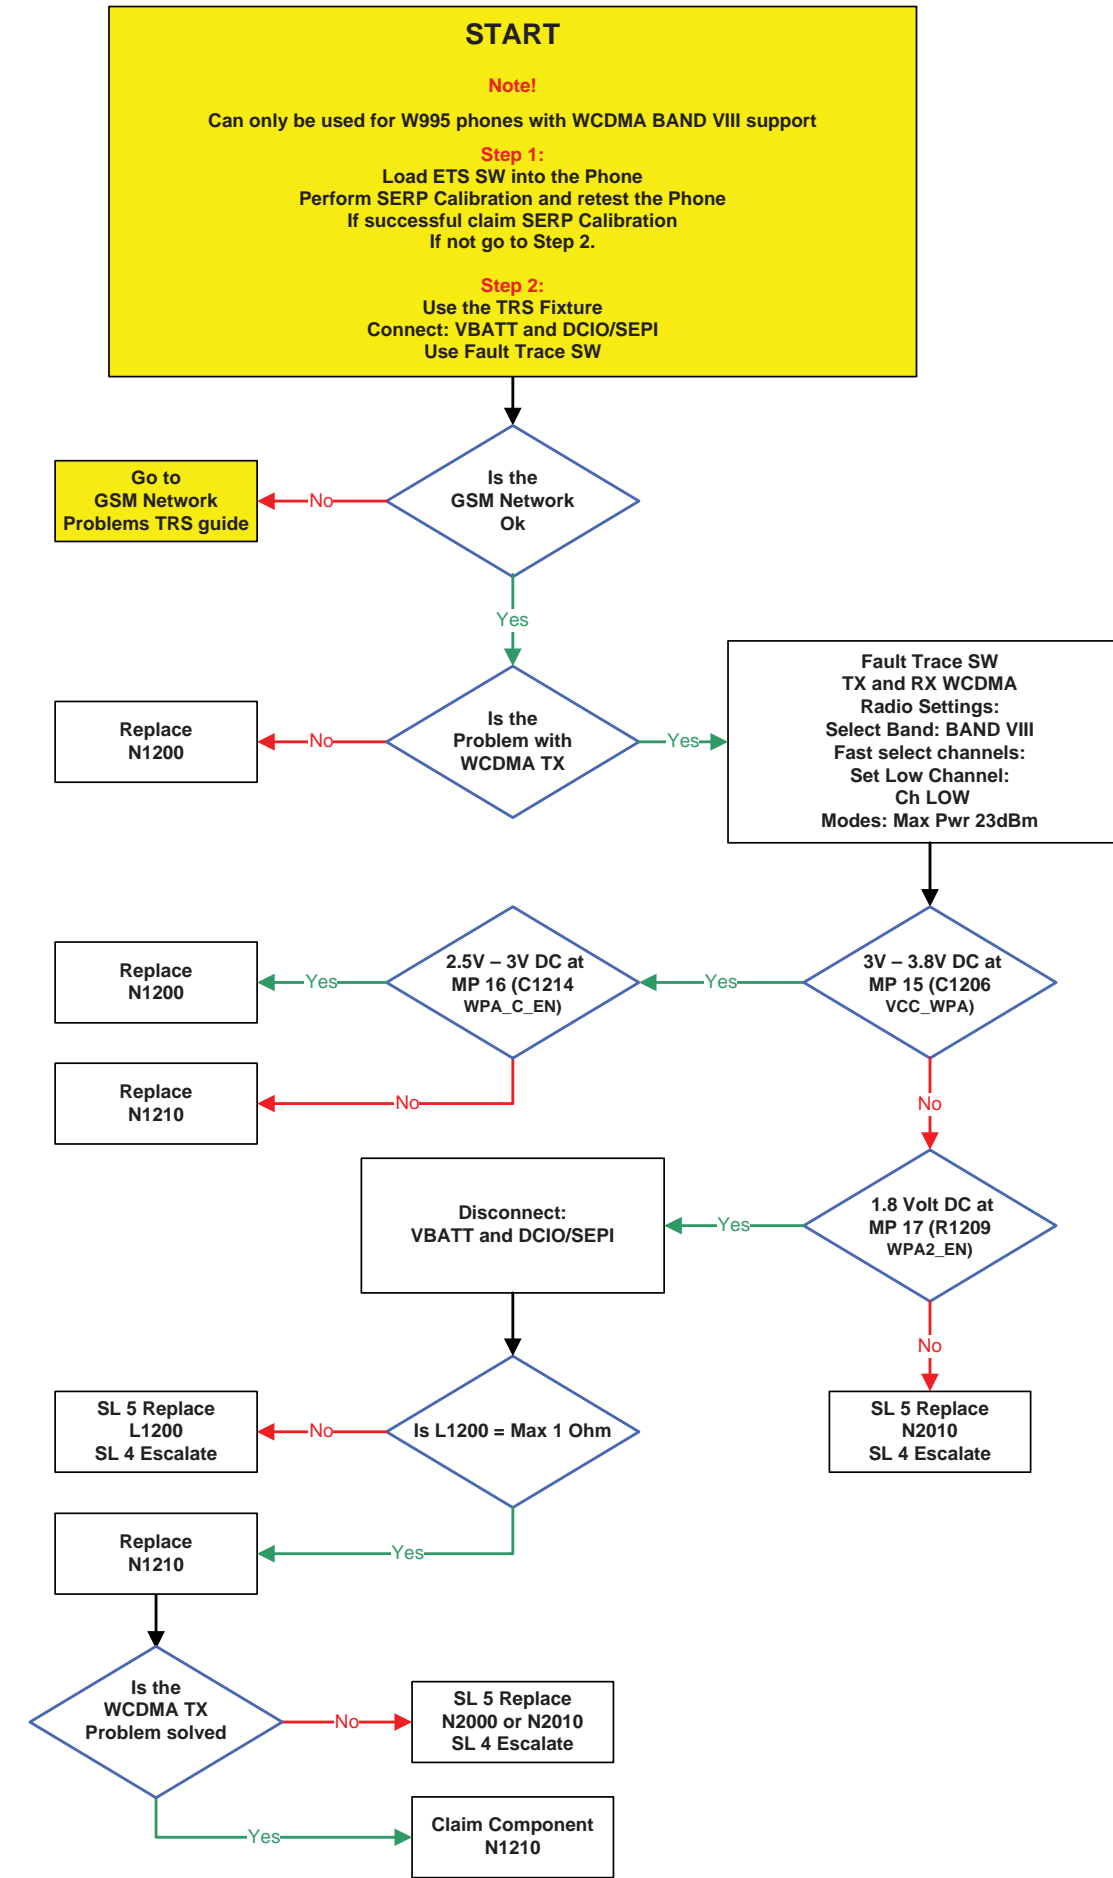 START
Note!
Can only be used for W995 phones with WCDMA BAND VIII support
Step 1:
Load ETS SW into the Phone
Perform SERP Calibration and retest the Phone
If successful claim SERP Calibration
If not go to Step 2.
Step 2:
Use the TRS Fixture
Connect: VBATT and DCIO/SEPI
Use Fault Trace SW
Is the
GSM Network
Ok
No
Go to
GSM Network
Problems TRS guide
Yes
Is the
Problem with
WCDMA TX
No
Replace
N1200
Yes
Fault Trace SW
TX and RX WCDMA
Radio Settings:
Select Band: BAND VIII
Fast select channels:
Set Low Channel:
Ch LOW
Modes: Max Pwr 23dBm
3V – 3.8V DC at
MP 15 (C1206
VCC_WPA)
Yes
2.5V – 3V DC at
MP 16 (C1214
WPA_C_EN)
Yes
Replace
N1200
No
Replace
N1210
No
1.8 Volt DC at
MP 17 (R1209
WPA2_EN)
Yes
Disconnect:
VBATT and DCIO/SEPI
No
SL 5 Replace
N2010
SL 4 Escalate
Is L1200 = Max 1 Ohm
No
SL 5 Replace
L1200
SL 4 Escalate
Yes
Replace
N1210
Is the
WCDMA TX
Problem solved
No
SL 5 Replace
N2000 or N2010
SL 4 Escalate
Yes
Claim Component
N1210